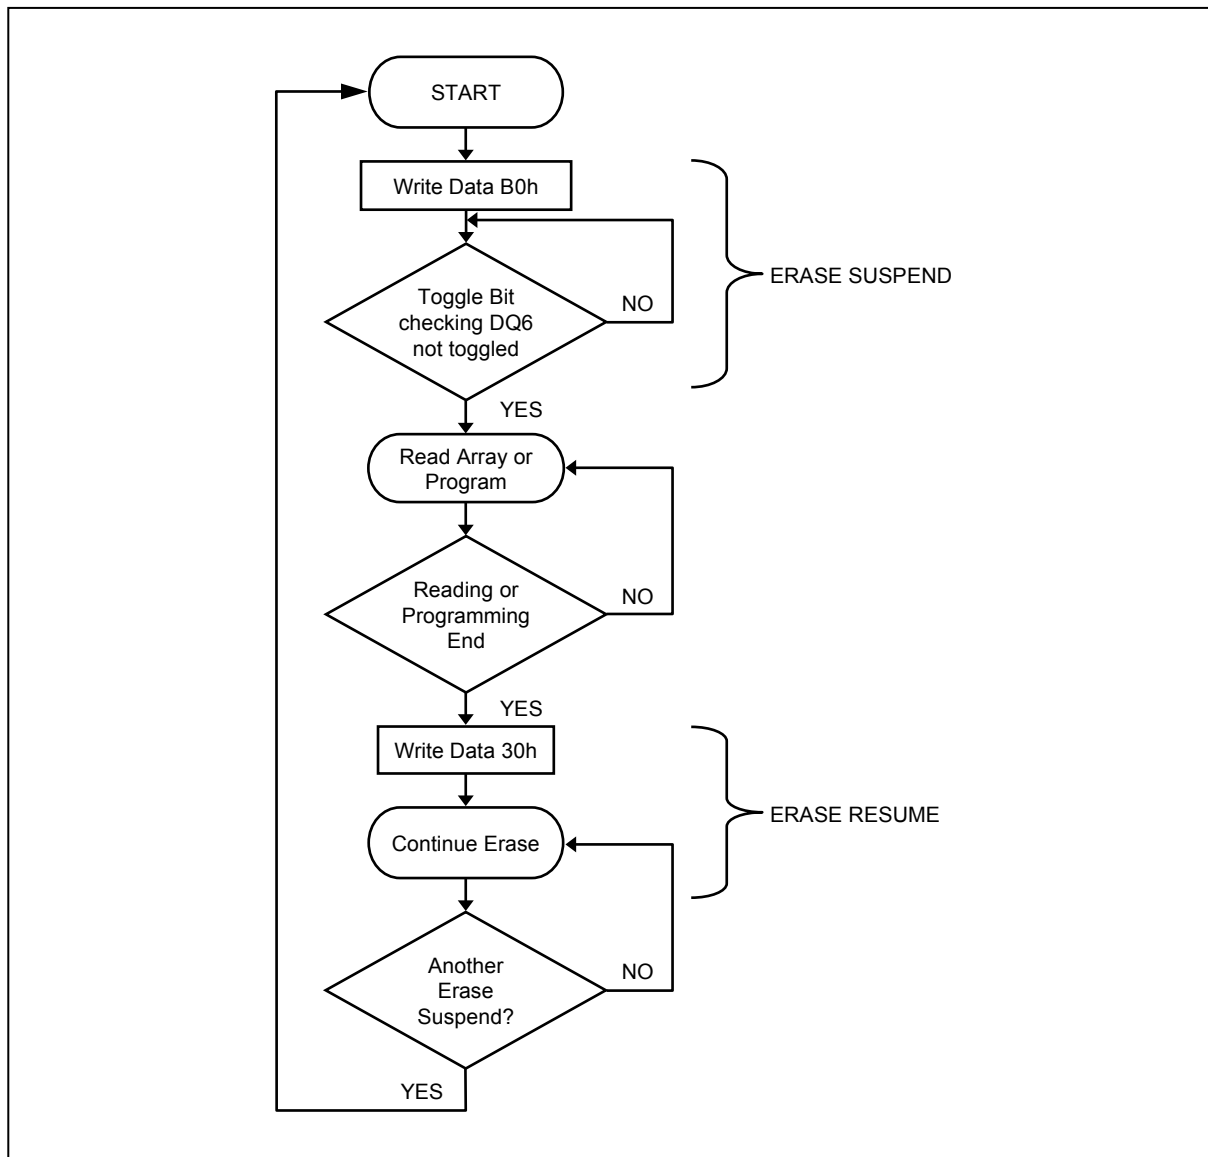 START
Write Data B0h
ERASE SUSPEND
Toggle Bit
checking DQ6
not toggled
NO
YES
Read Array or
Program
Reading or
Programming
End
NO
YES
Write Data 30h
ERASE RESUME
Continue Erase
Another
Erase
Suspend?
NO
YES